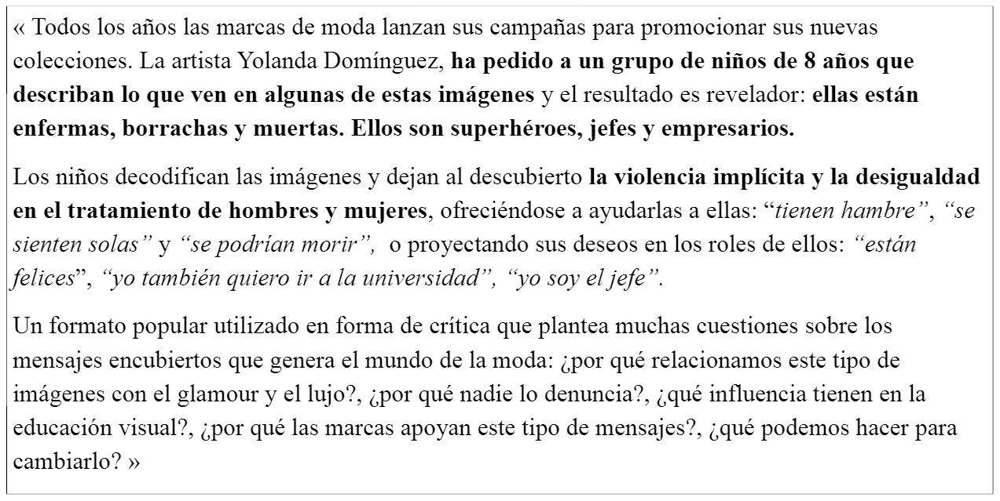 « Todos los años las marcas de moda lanzan sus campañas para promocionar sus nuevas
colecciones. La artista Yolanda Domínguez, ha pedido a un grupo de niños de 8 años que
describan lo que ven en algunas de estas imágenes y el resultado es revelador: ellas están
enfermas, borrachas y muertas. Ellos son superhéroes, jefes y empresarios.
Los niños decodifican las imágenes y dejan al descubierto la violencia implícita y la desigualdad
en el tratamiento de hombres y mujeres, ofreciéndose a ayudarlas a ellas: “tienen hambre”, “se
sienten solas” y “se podrían morir”, o proyectando sus deseos en los roles de ellos: “están
felices”, “yo también quiero ir a la universidad”, “yo soy el jefe”.
Un formato popular utilizado en forma de crítica que plantea muchas cuestiones sobre los
mensajes encubiertos que genera el mundo de la moda: ¿por qué relacionamos este tipo de
imágenes con el glamour y el lujo?, ¿por qué nadie lo denuncia?, ¿qué influencia tienen en la
educación visual?, ¿por qué las marcas apoyan este tipo de mensajes?, ¿qué podemos hacer para
cambiarlo? »